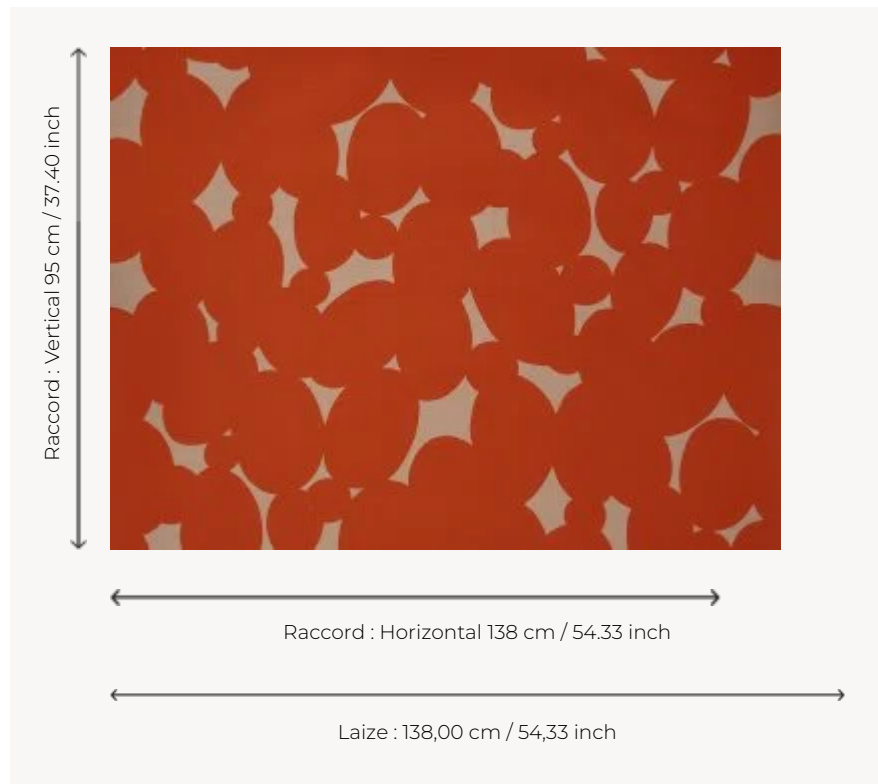 Raccord : Vertical 95 cm / 37.40 inch
Raccord : Horizontal 138 cm / 54.33 inch
Laize : 138,00 cm / 54,33 inch